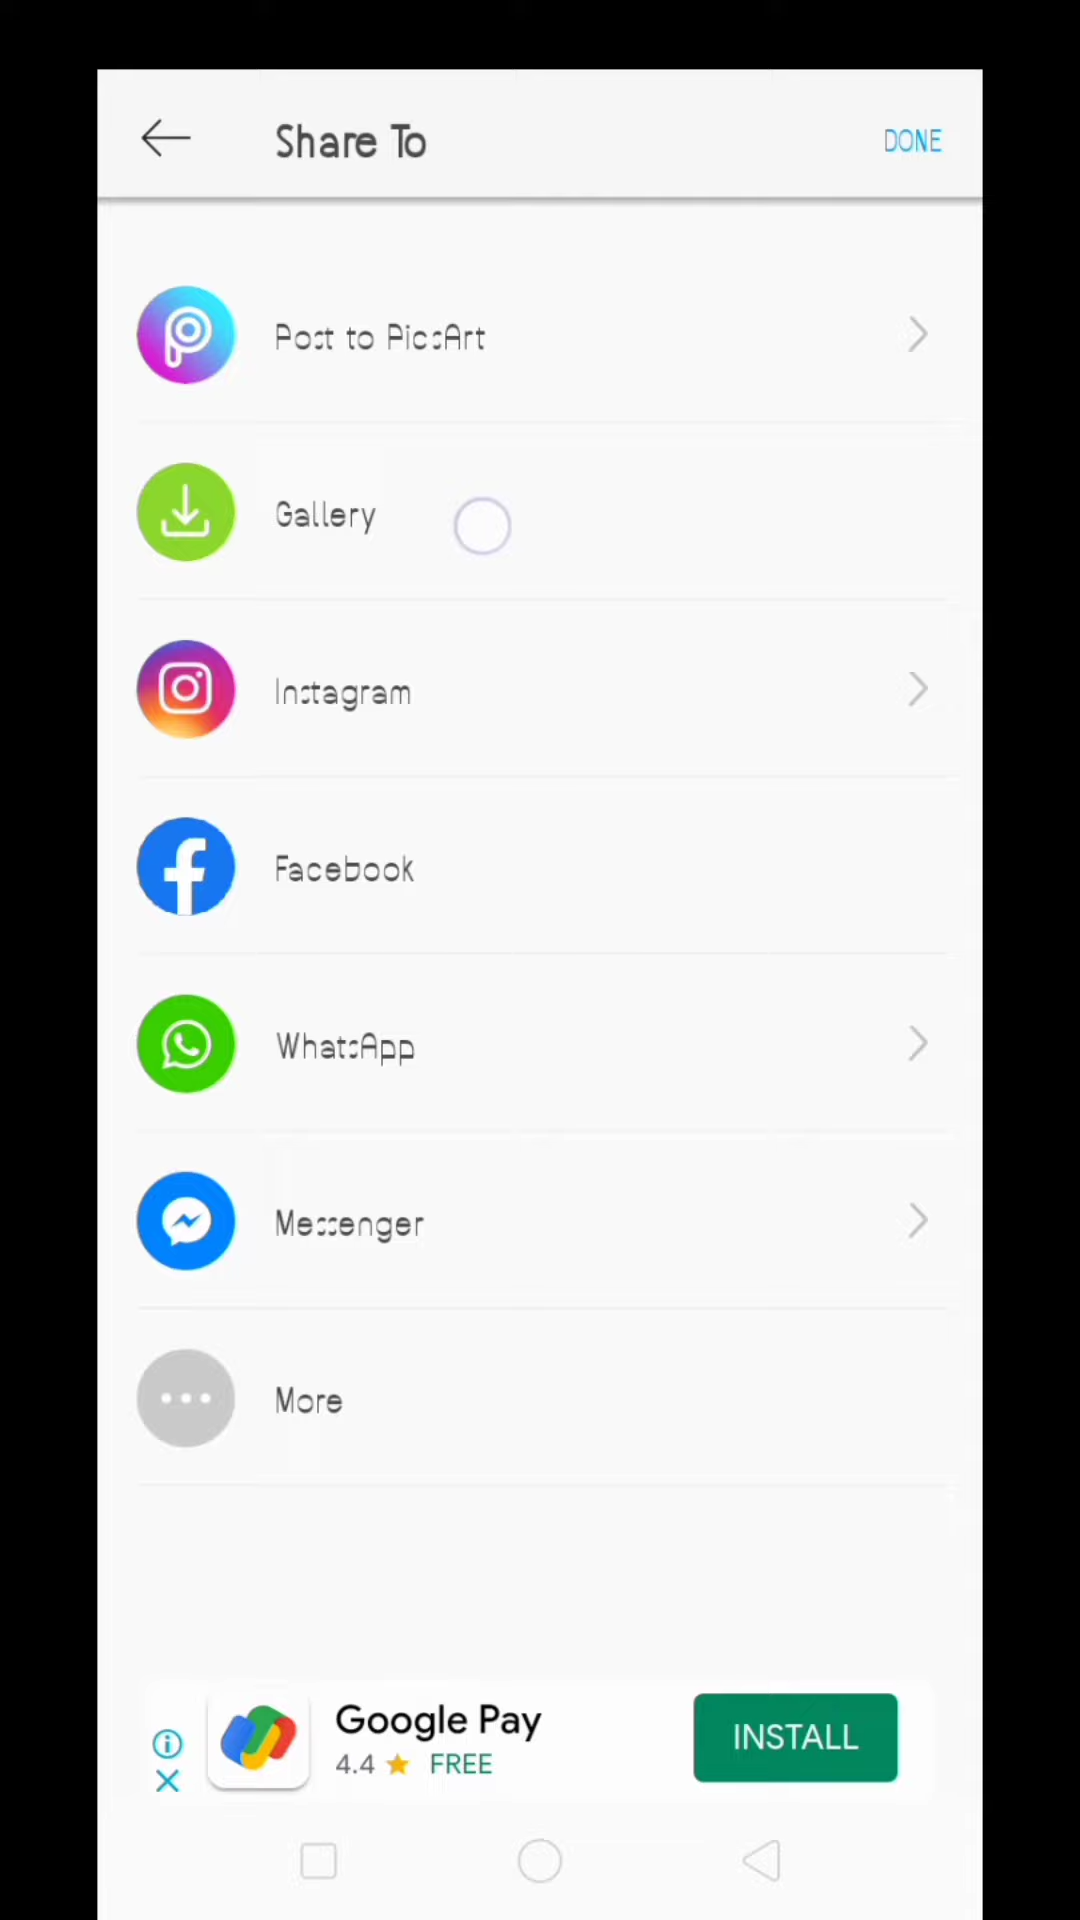 Share To
DONE
Post to PicsArt
Gallery
Instagram
Facebook
WhatsApp
Messenger
More
Google Pay
4.4 ★ FREE
INSTALL